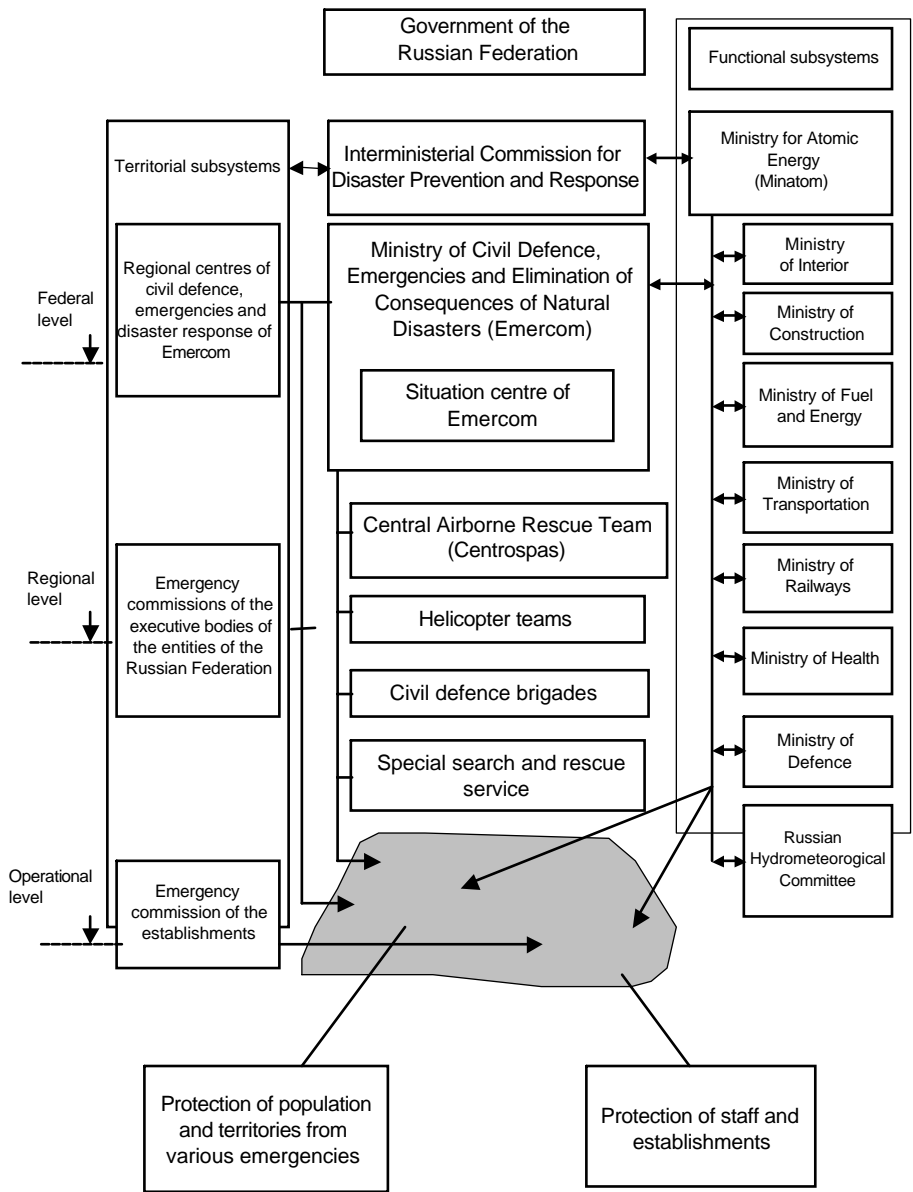 Government of the
Russian Federation
Functional subsystems
Territorial subsystems
Interministerial Commission for
Disaster Prevention and Response
Ministry for Atomic
Energy
(Minatom)
Federal
level
Regional centres of
civil defence,
emergencies and
disaster response of
Emercom
Ministry of Civil Defence,
Emergencies and Elimination of
Consequences of Natural
Disasters (Emercom)
Situation centre of
Emercom
Ministry
of Interior
Ministry of
Construction
Ministry of Fuel
and Energy
Ministry of
Transportation
Ministry of
Railways
Ministry of Health
Ministry of
Defence
Russian
Hydrometeorogical
Committee
Central Airborne Rescue Team
(Centrospas)
Helicopter teams
Civil defence brigades
Special search and rescue
service
Regional
level
Emergency
commissions of the
executive bodies of
the entities of the
Russian Federation
Operational
level
Emergency
commission of the
establishments
Protection of population
and territories from
various emergencies
Protection of staff and
establishments